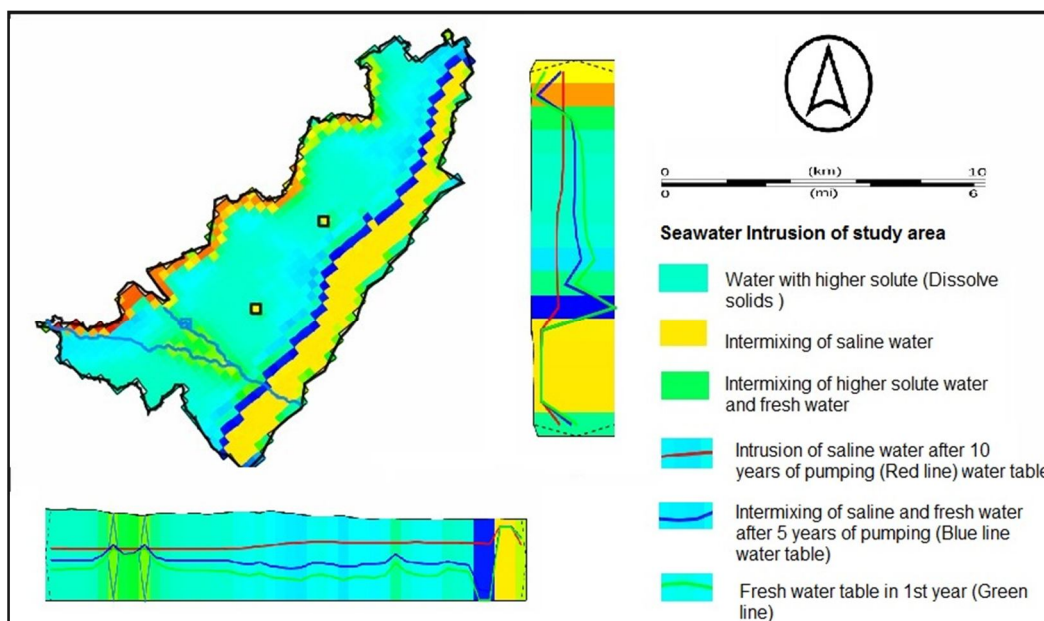 0 (km) 10
0 (mi) 6
Seawater Intrusion of study area
Water with higher solute (Dissolve
solids )
Intermixing of saline water
Intermixing of higher solute water
and fresh water
Intrusion of saline water after 10
years of pumping (Red line) water table
Intermixing of saline and fresh water
after 5 years of pumping (Blue line
water table)
Fresh water table in 1st year (Green
line)